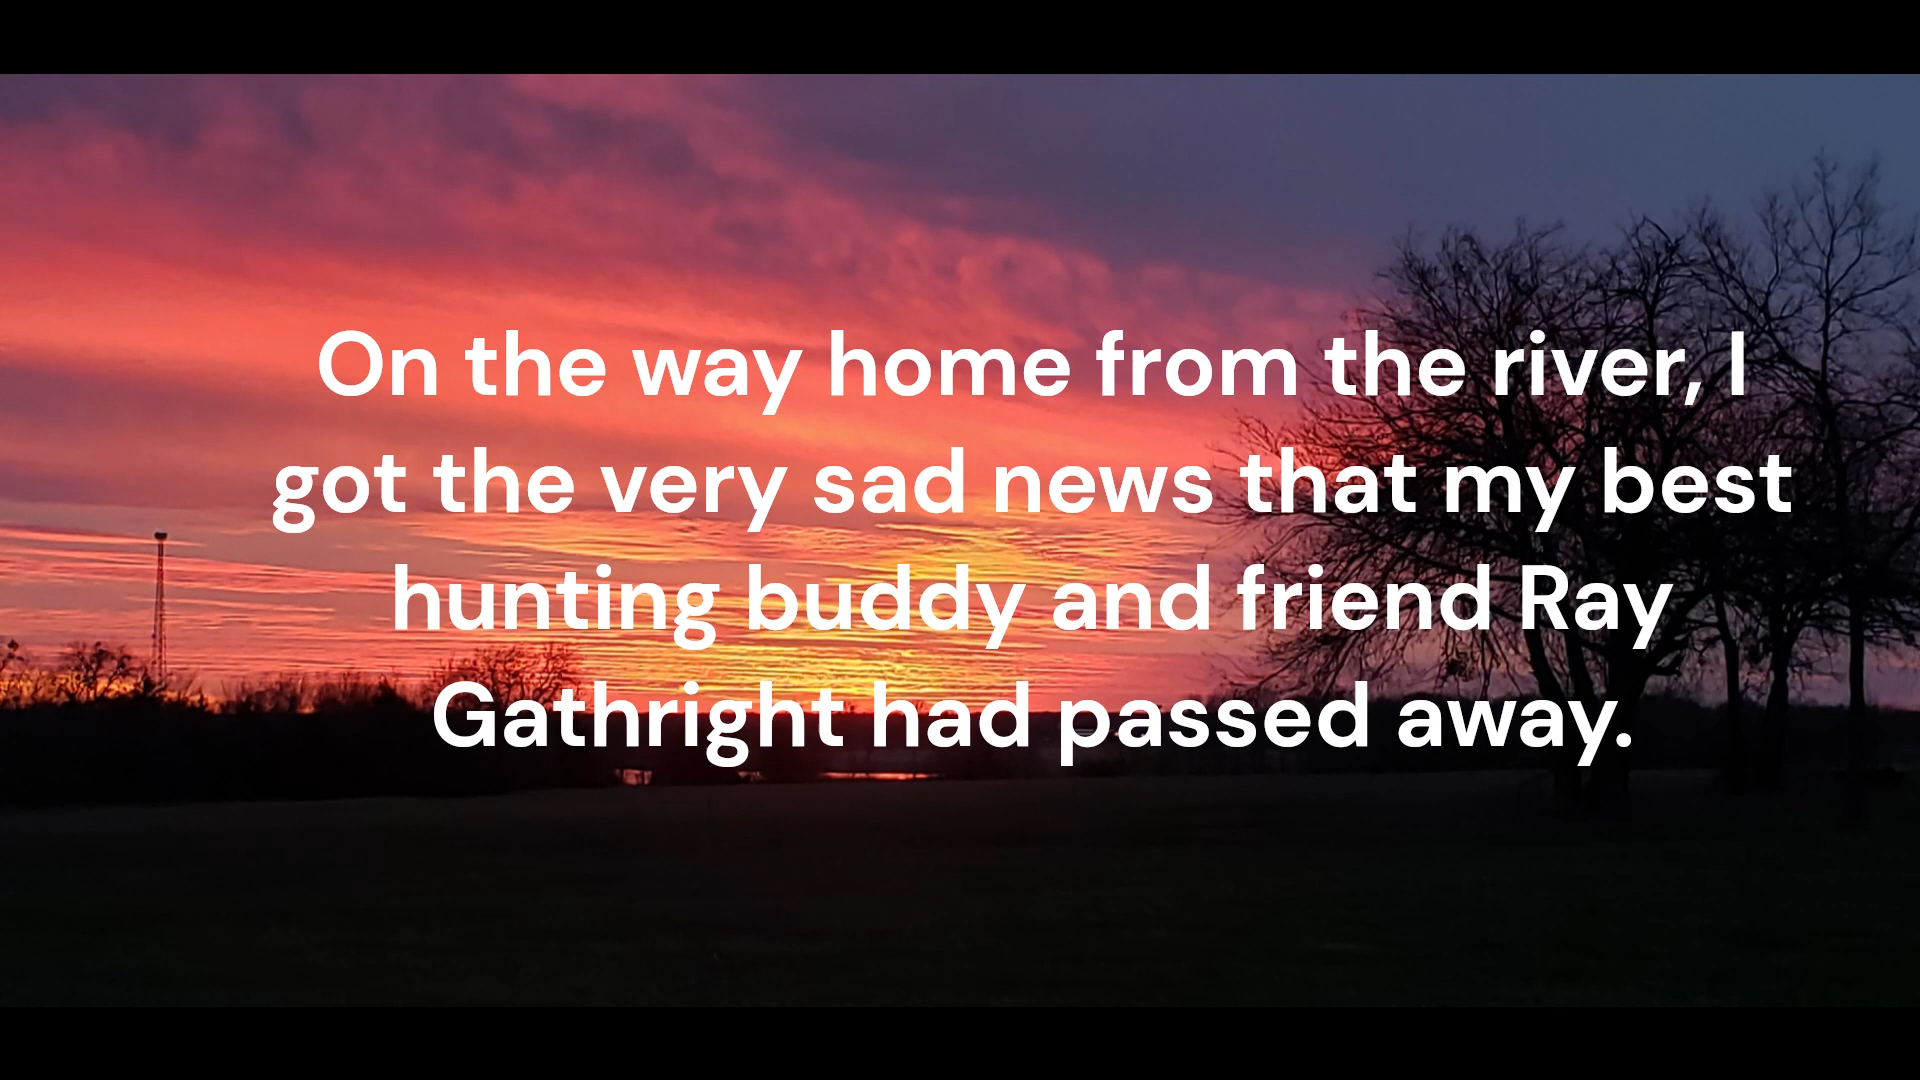 On the way home from the river, I
got the very sad news that my best
hunting buddy and friend Ray
Gathright had passed away.